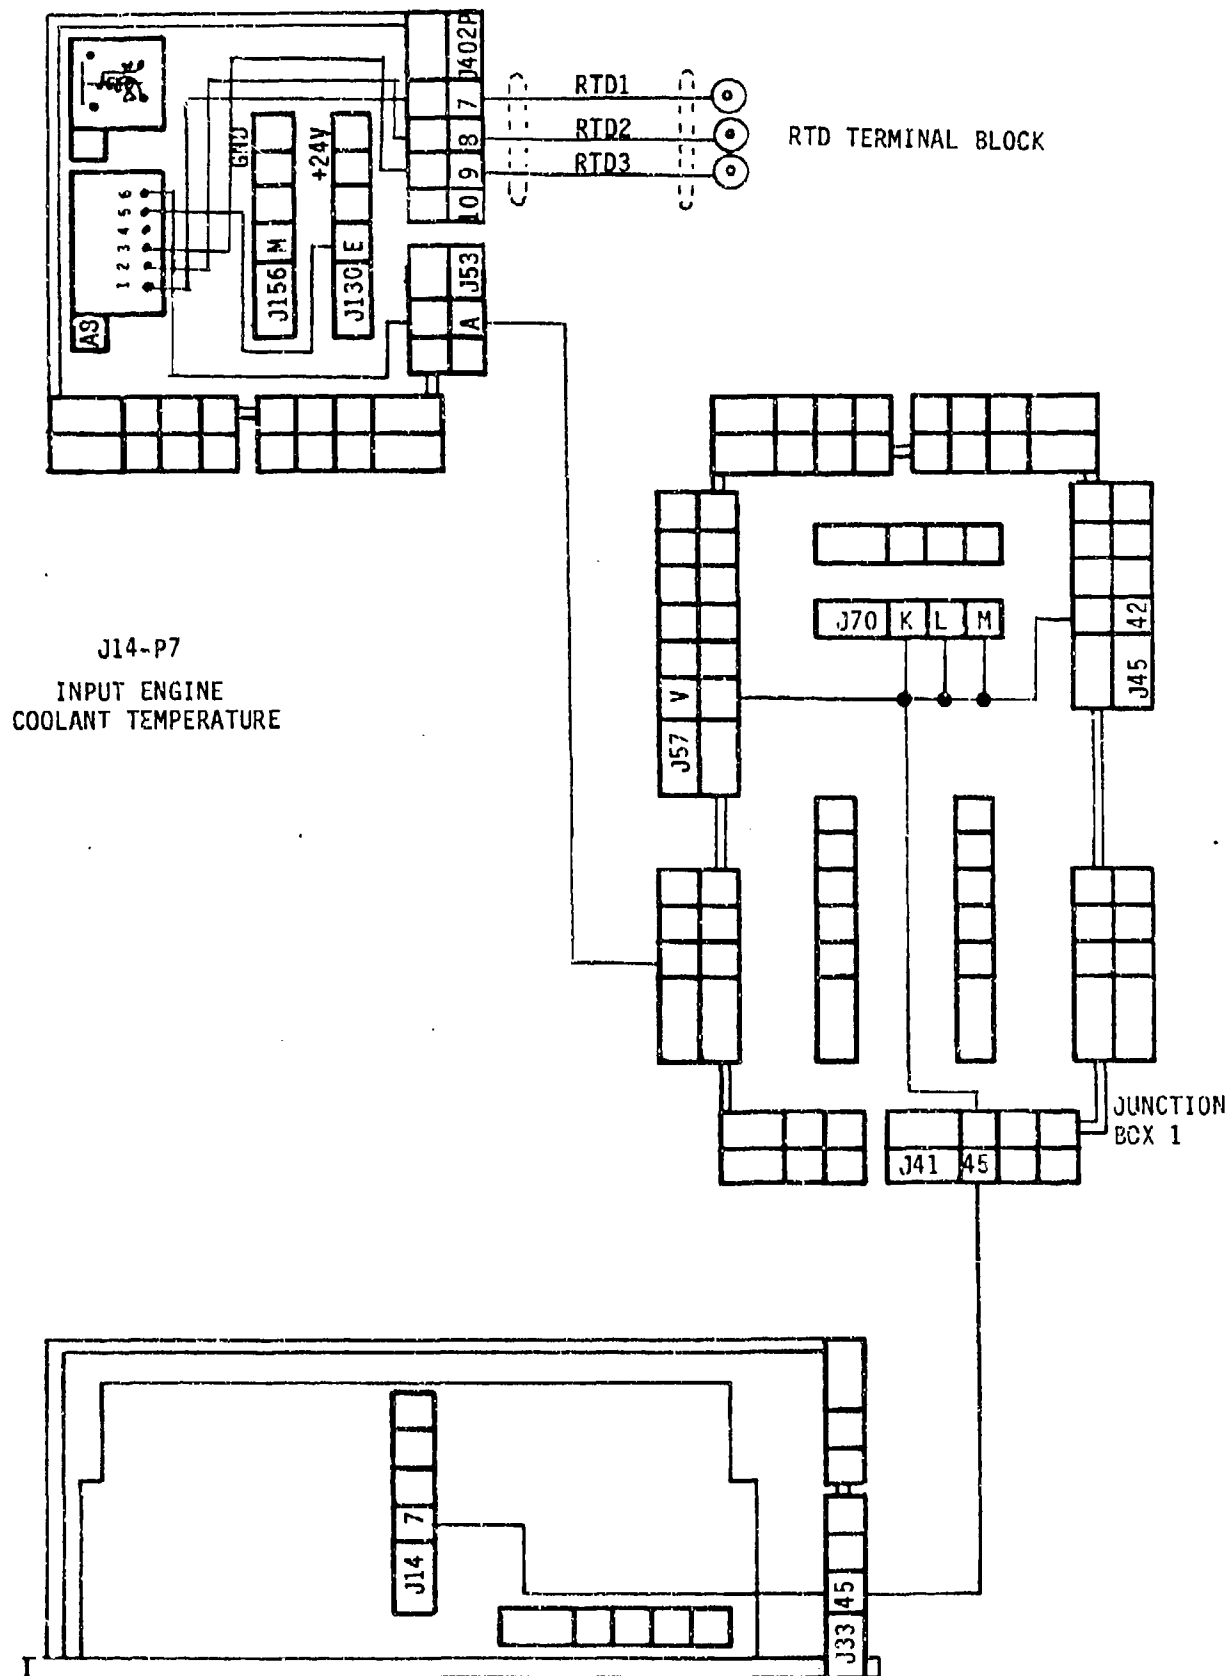 J402P
7
8
9
10
RTD1
RTD2
RTD3
RTD TERMINAL BLOCK
GND
+24V
1 2 3 4 5 6
A8
J156 M
J130 E
J53
A
J14-P7
INPUT ENGINE
COOLANT TEMPERATURE
J70 K L M
42
J45
V
J57
JUNCTION
BOX 1
J41 45
7
J14
45
J33